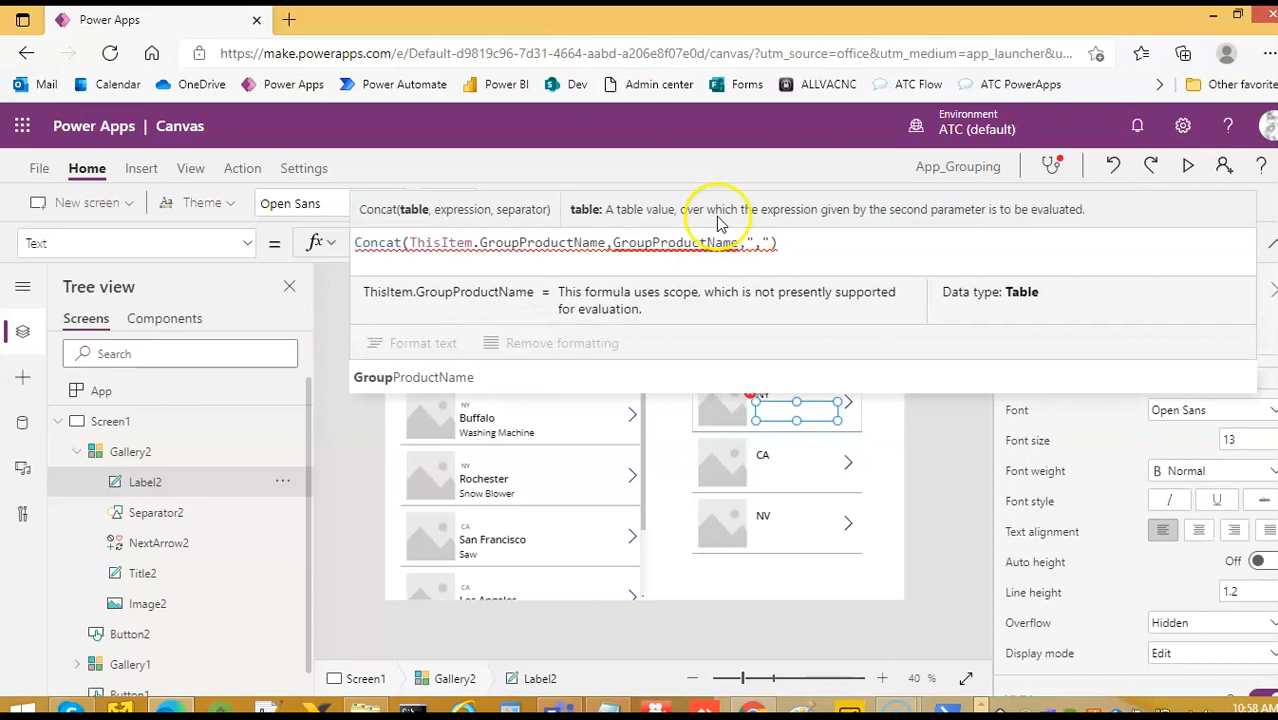 Power Apps
https://make.powerapps.com/e/Default-d9819c96-7d31-4664-aabd-a206e8f07e0d/canvas/?utm_source=office&utm_medium=app_launcher&u...
Mail
Calendar
OneDrive
Power Apps
Power Automate
Power BI
Dev
Admin center
Forms
ALLVACNC
ATC Flow
ATC PowerApps
Other favorite
Power Apps | Canvas
Environment
ATC (default)
File
Home
Insert
View
Action
Settings
App_Grouping
New screen
Theme
Open Sans
Concat(table, expression, separator)
table: A table value, over which the expression given by the second parameter is to be evaluated.
Text
= fx
Concat(ThisItem.GroupProductName,GroupProductName,",")
ThisItem.GroupProductName = This formula uses scope, which is not presently supported
for evaluation.
Data type: Table
Format text
Remove formatting
GroupProductName
Tree view
Screens
Components
Search
App
Screen1
Gallery2
Label2
Separator2
NextArrow2
Title2
Image2
Button2
Gallery1
Button1
NY
Buffalo
Washing Machine
NY
Rochester
Snow Blower
CA
San Francisco
Saw
CA
Los Angeles
NY
CA
NV
Font
Open Sans
Font size
13
Font weight
B Normal
Font style
Text alignment
Auto height
Off
Line height
1.2
Overflow
Hidden
Display mode
Edit
Screen1
Gallery2
Label2
40 %
10:58 AM